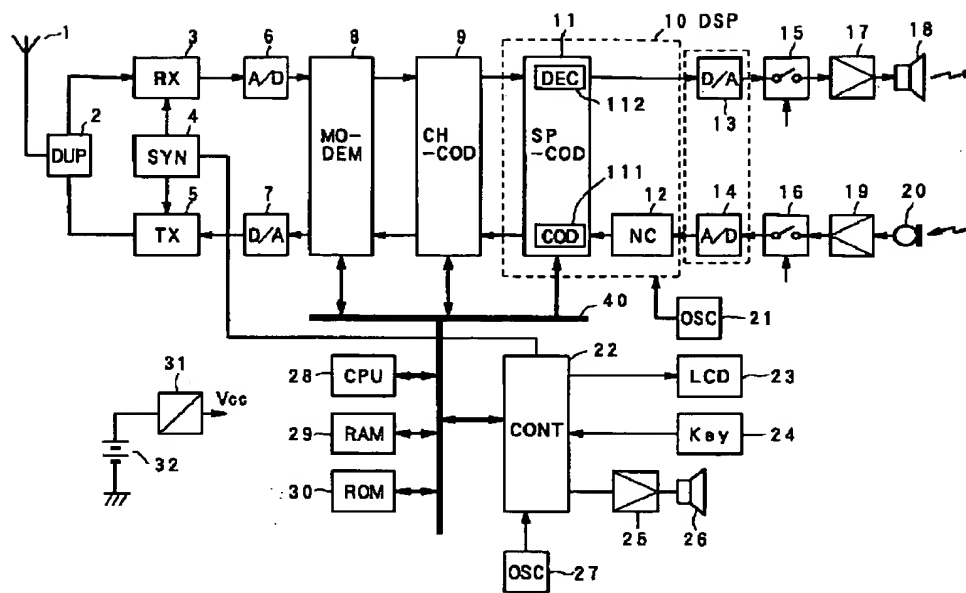 1
3
6
8
9
11
10 DSP
15
17
18
RX
A/D
DEC
112
D/A
13
2
4
DUP
SYN
MO-
DEM
CH
-COD
SP
-COD
5
7
111
12
14
16
19
20
TX
D/A
COD
NC
A/D
40
OSC
21
22
31
Vcc
28
CPU
LCD
23
29
RAM
CONT
Key
24
32
30
ROM
25
26
OSC
27